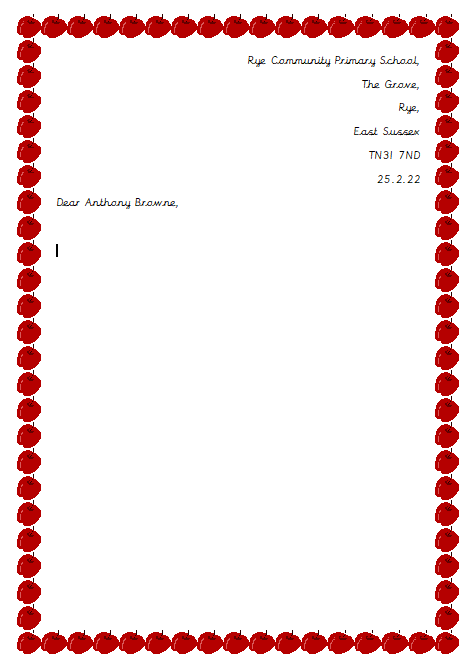 Rye Community Primary School,
The Grove,
Rye,
East Sussex
TN31 7ND
25.2.22
Dear Anthony Browne,